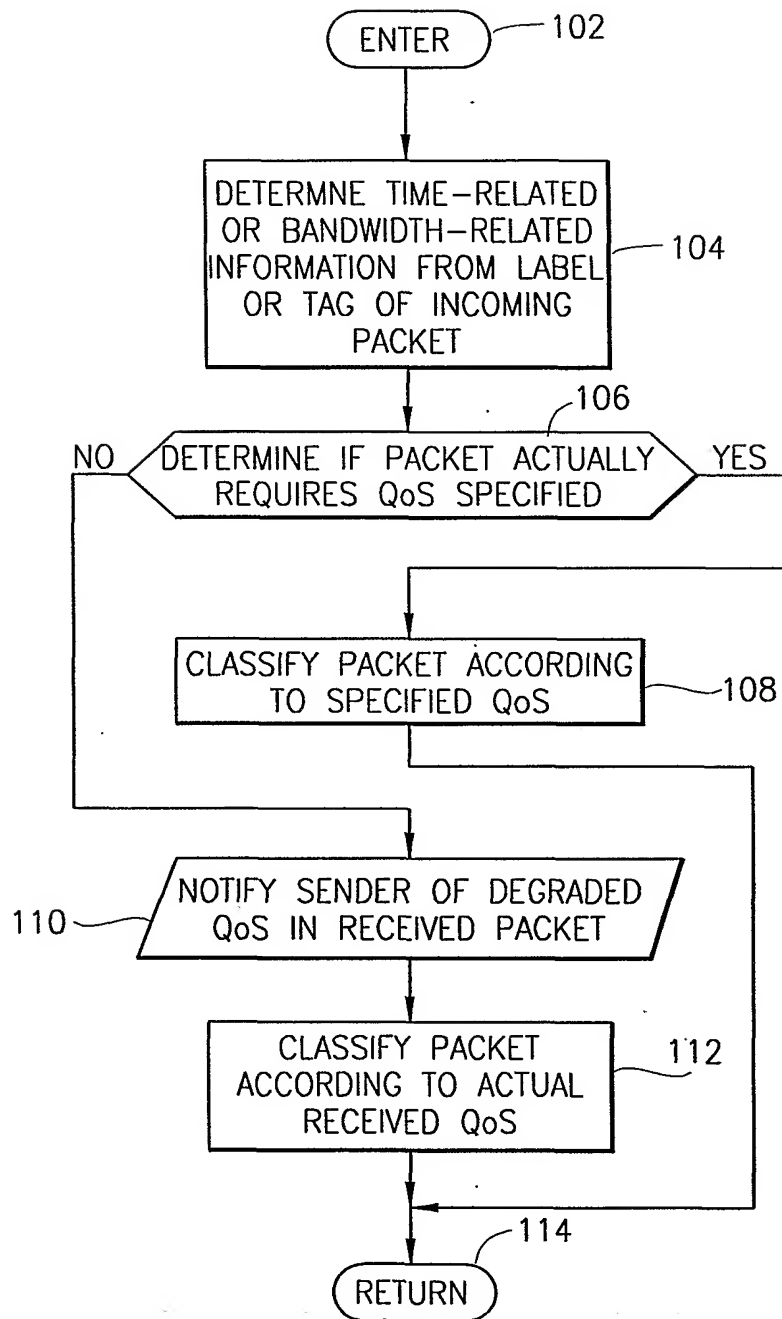 ENTER
102
DETERMNE TIME-RELATED
OR BANDWIDTH-RELATED
INFORMATION FROM LABEL
OR TAG OF INCOMING
PACKET
104
106
NO
DETERMINE IF PACKET ACTUALLY
REQUIRES QoS SPECIFIED
YES
CLASSIFY PACKET ACCORDING
TO SPECIFIED QoS
108
NOTIFY SENDER OF DEGRADED
QoS IN RECEIVED PACKET
110
CLASSIFY PACKET
ACCORDING TO ACTUAL
RECEIVED QoS
112
114
RETURN